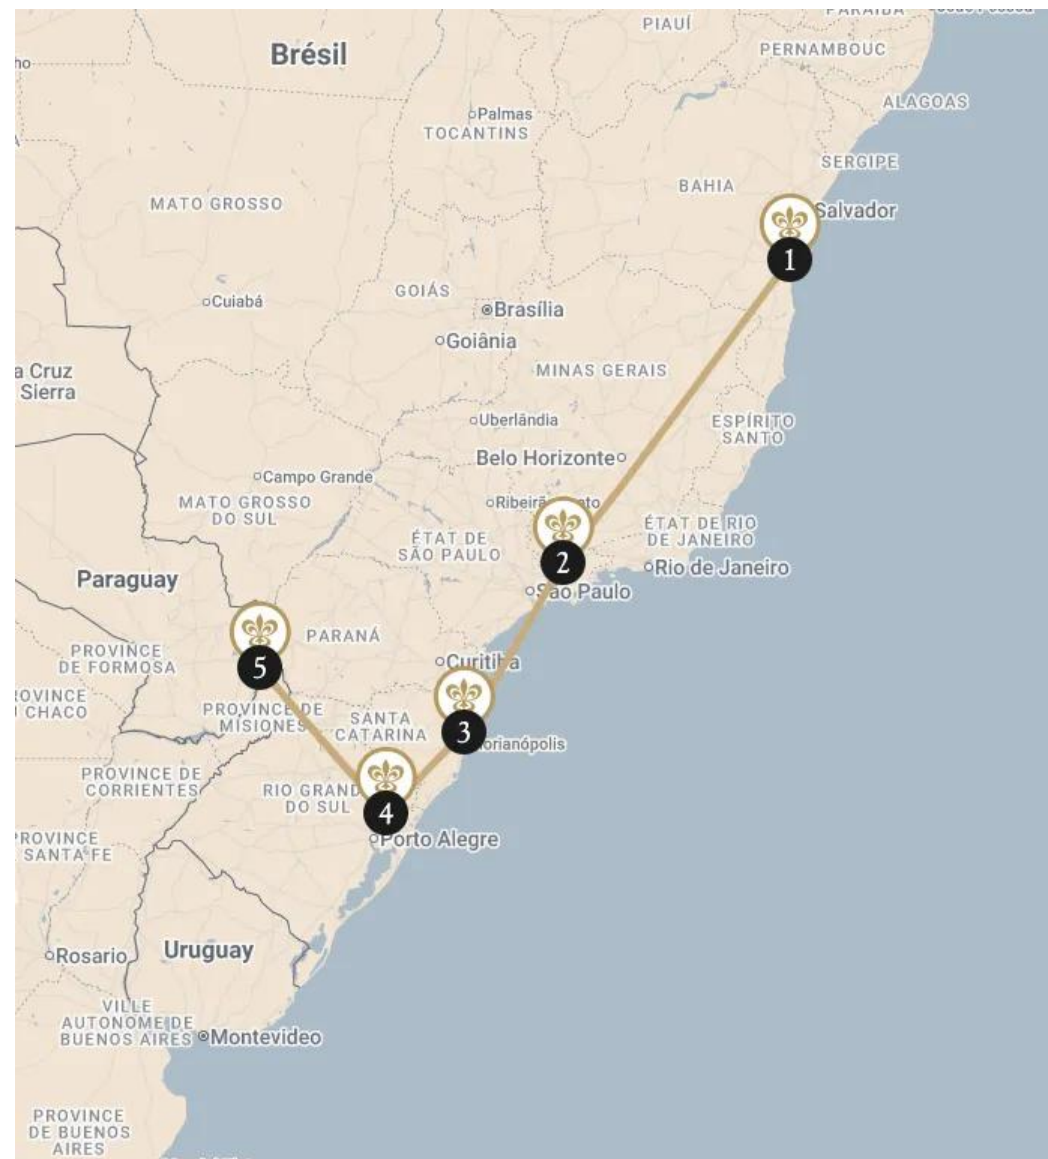 PIAUÍ
PARAÍBA
Brésil
PERNAMBOUC
ho
ALAGOAS
Palmas
TOCANTINS
SERGIPE
BAHIA
MATO GROSSO
Salvador
1
GOIÁS
Cuiabá
Brasília
Goiânia
a Cruz
Sierra
MINAS GERAIS
Uberlândia
ESPÍRITO
SANTO
Belo Horizonte
Campo Grande
MATO GROSSO
DO SUL
ÉTAT DE RIO
DE JANEIRO
ÉTAT DE
SÃO PAULO
2
Rio de Janeiro
Paraguay
São Paulo
PARANÁ
PROVINCE
DE FORMOSA
5
Curitiba
PROVINCE DE
MISIONES
SANTA
CATARINA
3
lorianópolis
PROVINCE DE
CORRIENTES
RIO GRAND
DO SUL
4
Porto Alegre
PROVINCE
SANTA FE
Rosario
Uruguay
VILLE
AUTONOME DE
BUENOS AIRES
Montevideo
PROVINCE
DE BUENOS
AIRES